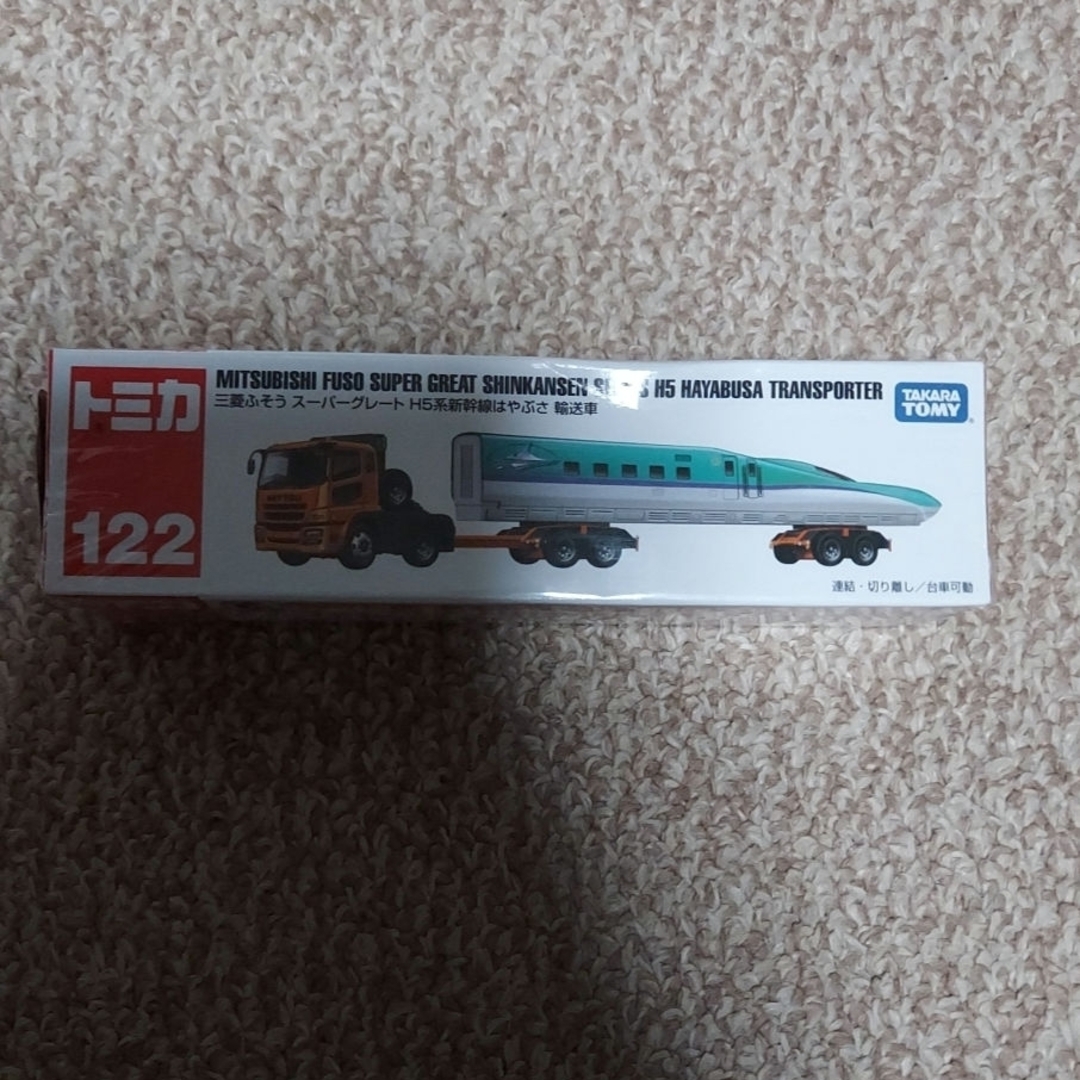 トミカ
122
MITSUBISHI FUSO SUPER GREAT SHINKANSEN H5 HAYABUSA TRANSPORTER
三菱ふそう スーパーグレート H5系新幹線はやぶさ 輸送車
TAKARA
TOMY
連結・切り離し／台車可動